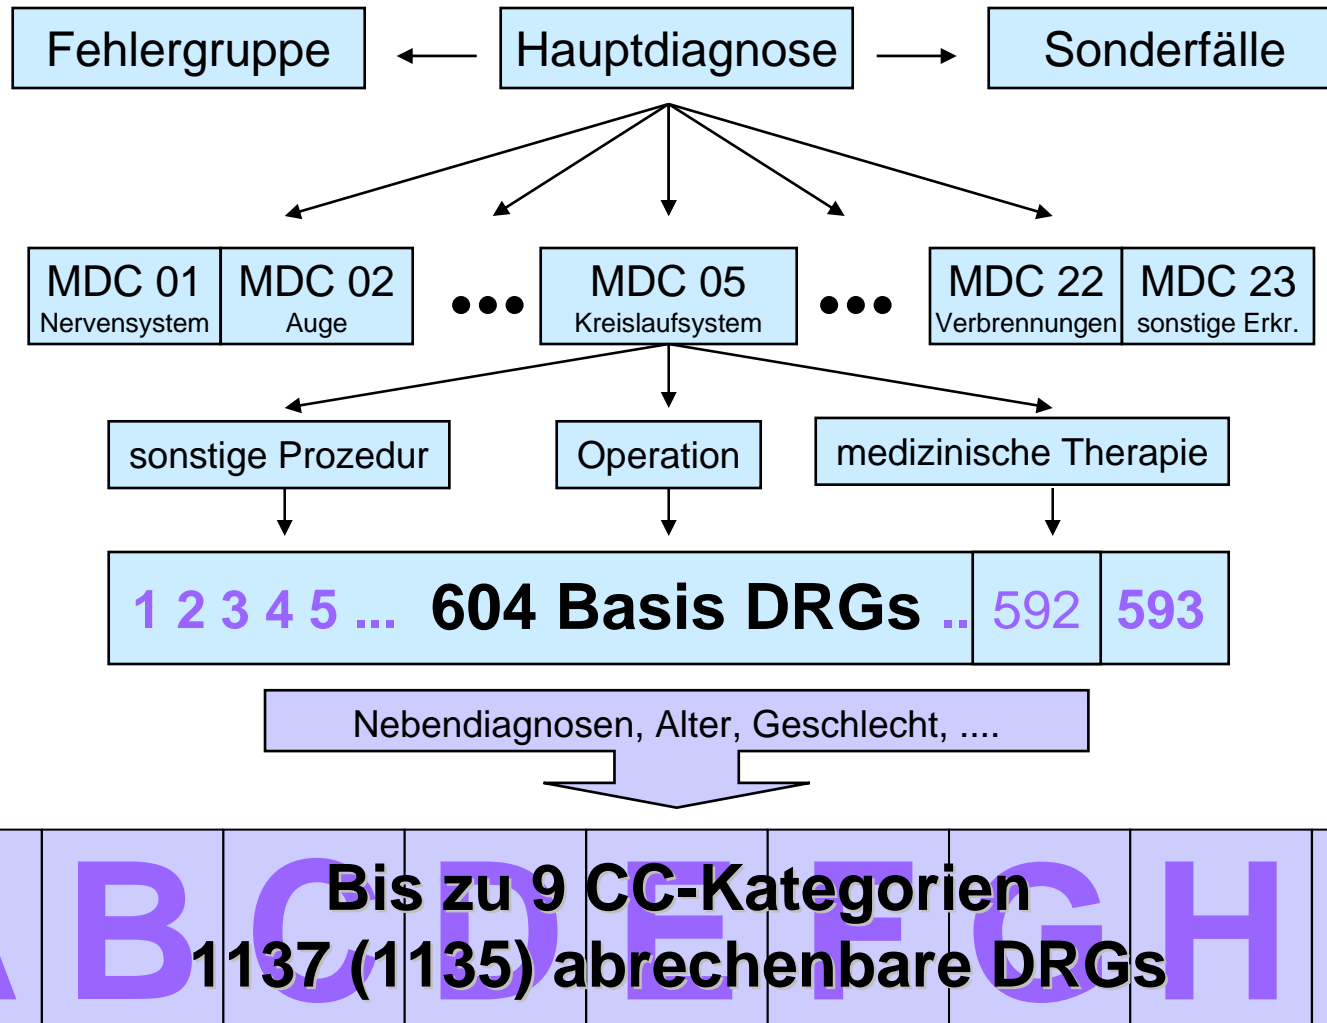 Fehlergruppe
Hauptdiagnose
Sonderfälle
MDC 01
Nervensystem
MDC 02
Auge
•••
MDC 05
Kreislaufsystem
•••
MDC 22
Verbrennungen
MDC 23
sonstige Erkr.
sonstige Prozedur
Operation
medizinische Therapie
1 2 3 4 5 ... 604 Basis DRGs .. 592 593
Nebendiagnosen, Alter, Geschlecht, ....
A B C D E F G H
Bis zu 9 CC-Kategorien
1137 (1135) abrechenbare DRGs